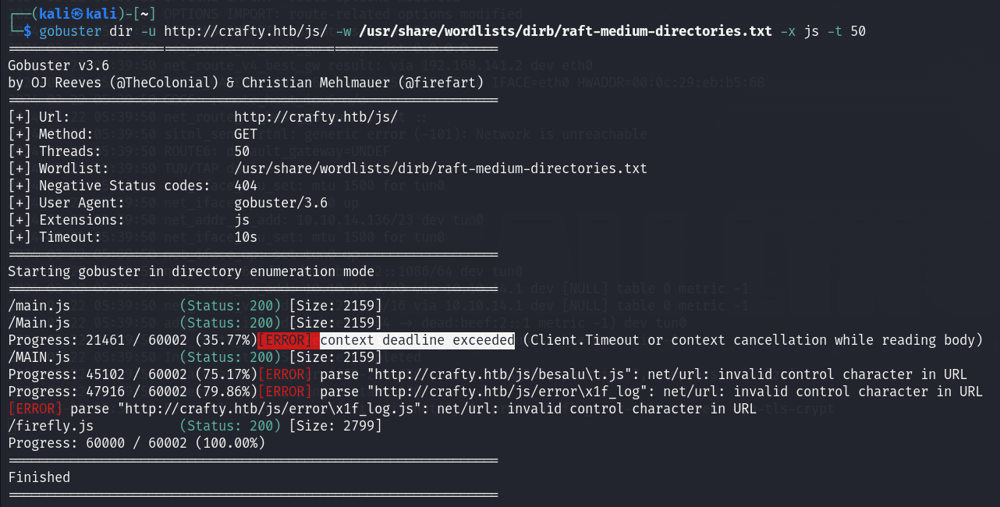 ┌──(kali㉿kali)-[~]
└─$ gobuster dir -u http://crafty.htb/js/ -w /usr/share/wordlists/dirb/raft-medium-directories.txt -x js -t 50
===============================================================
Gobuster v3.6
by OJ Reeves (@TheColonial) & Christian Mehlmauer (@firefart)
===============================================================
[+] Url:                     http://crafty.htb/js/
[+] Method:                  GET
[+] Threads:                 50
[+] Wordlist:                /usr/share/wordlists/dirb/raft-medium-directories.txt
[+] Negative Status codes:   404
[+] User Agent:              gobuster/3.6
[+] Extensions:              js
[+] Timeout:                 10s
===============================================================
Starting gobuster in directory enumeration mode
===============================================================
/main.js              (Status: 200) [Size: 2159]
/Main.js              (Status: 200) [Size: 2159]
Progress: 21461 / 60002 (35.77%)[ERROR] context deadline exceeded (Client.Timeout or context cancellation while reading body)
/MAIN.js              (Status: 200) [Size: 2159]
Progress: 45102 / 60002 (75.17%)[ERROR] parse "http://crafty.htb/js/besalu\t.js": net/url: invalid control character in URL
Progress: 47916 / 60002 (79.86%)[ERROR] parse "http://crafty.htb/js/error\x1f_log": net/url: invalid control character in URL
[ERROR] parse "http://crafty.htb/js/error\x1f_log.js": net/url: invalid control character in URL
/firefly.js           (Status: 200) [Size: 2799]
Progress: 60000 / 60002 (100.00%)
===============================================================
Finished
===============================================================